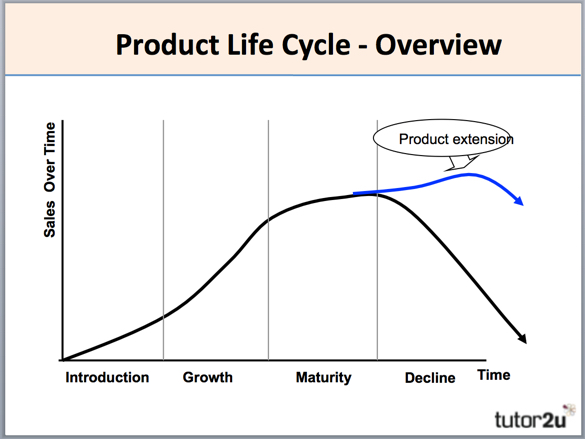 Product Life Cycle - Overview
Sales Over Time
Product extension
Introduction
Growth
Maturity
Decline
Time
tutor2u